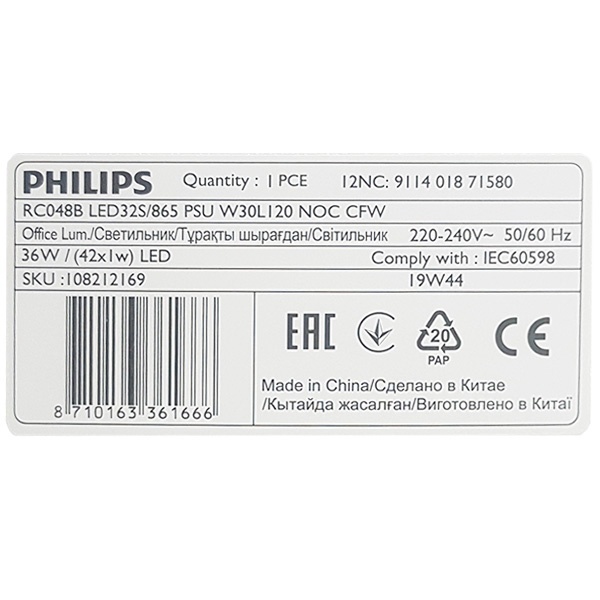 PHILIPS Quantity : 1 PCE 12NC: 9114 018 71580
RC048B LED32S/865 PSU W30L120 NOC CFW
Office Lum./Светильник/Тұрақты шырағдан/Світильник 220-240V~ 50/60 Hz
36W / (42x1w) LED Comply with : IEC60598
SKU :108212169 19W44
EAC
20
PAP
CE
Made in China/Сделано в Китае
/Кытайда жасалған/Виготовлено в Китаї
8 710163 361666